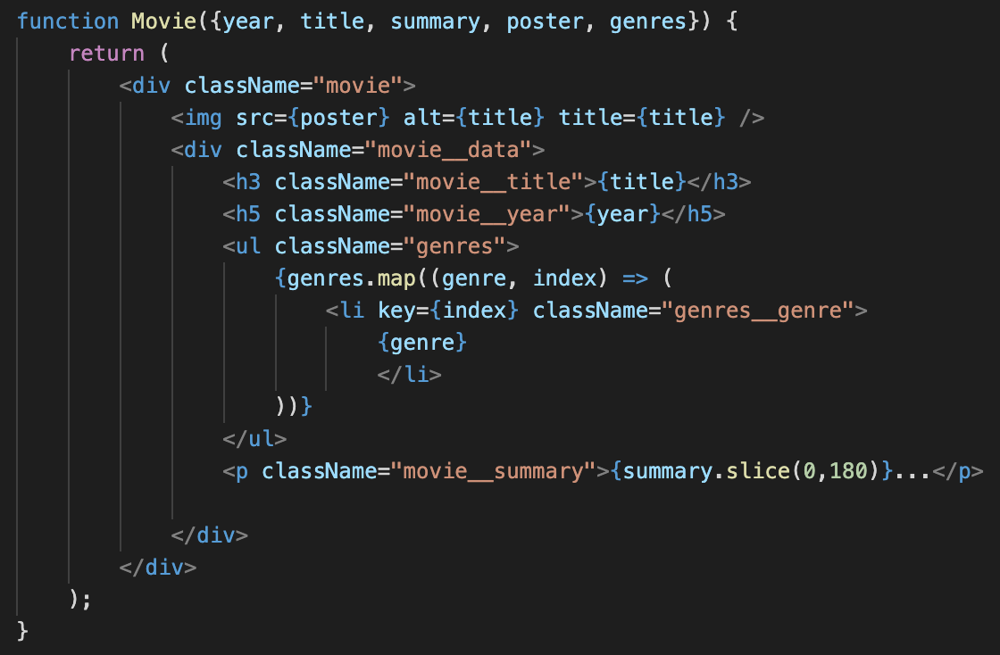 function Movie({year, title, summary, poster, genres}) {
    return (
        <div className="movie">
            <img src={poster} alt={title} title={title} />
            <div className="movie__data">
                <h3 className="movie__title">{title}</h3>
                <h5 className="movie__year">{year}</h5>
                <ul className="genres">
                    {genres.map((genre, index) => (
                        <li key={index} className="genres__genre">
                            {genre}
                            </li>
                    ))}
                </ul>
                <p className="movie__summary">{summary.slice(0,180)}...</p>
            </div>
        </div>
    );
}